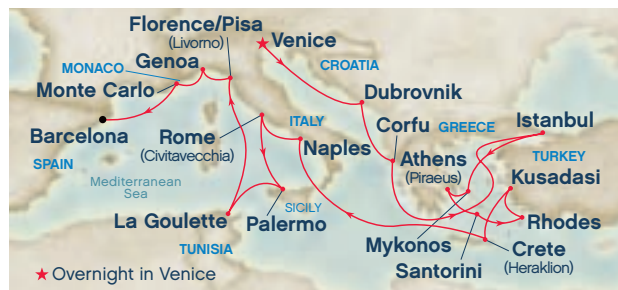 Florence/Pisa
(Livorno)
Venice
Genoa
MONACO
CROATIA
Monte Carlo
Dubrovnik
Barcelona
Rome
(Civitavecchia)
ITALY
Naples
Corfu
GREECE
Istanbul
Athens
(Piraeus)
TURKEY
Kusadasi
SPAIN
Mediterranean
Sea
La Goulette
Palermo
SICILY
TUNISIA
Mykonos
Santorini
Rhodes
Crete
(Heraklion)
★ Overnight in Venice